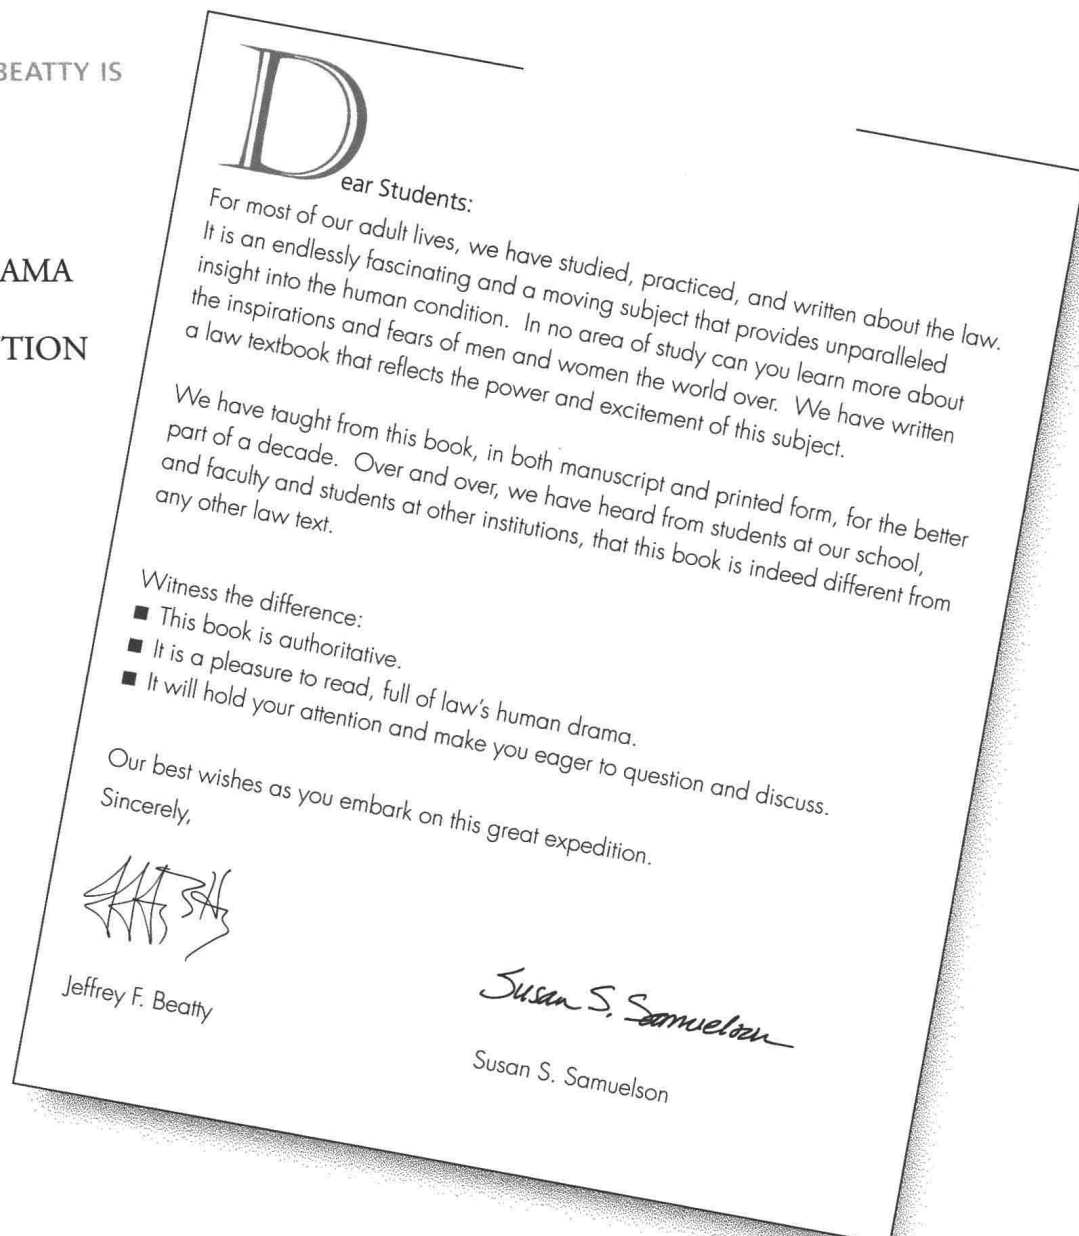 BEATTY IS
AMA
TION
Dear Students:
For most of our adult lives, we have studied, practiced, and written about the law.
It is an endlessly fascinating and a moving subject that provides unparalleled
insight into the human condition. In no area of study can you learn more about
the inspirations and fears of men and women the world over. We have written
a law textbook that reflects the power and excitement of this subject.
We have taught from this book, in both manuscript and printed form, for the better
part of a decade. Over and over, we have heard from students at our school,
and faculty and students at other institutions, that this book is indeed different from
any other law text.
Witness the difference:
■ This book is authoritative.
■ It is a pleasure to read, full of law's human drama.
■ It will hold your attention and make you eager to question and discuss.
Our best wishes as you embark on this great expedition.
Sincerely,
Jeffrey F. Beatty
Susan S. Samuelson
Susan S. Samuelson